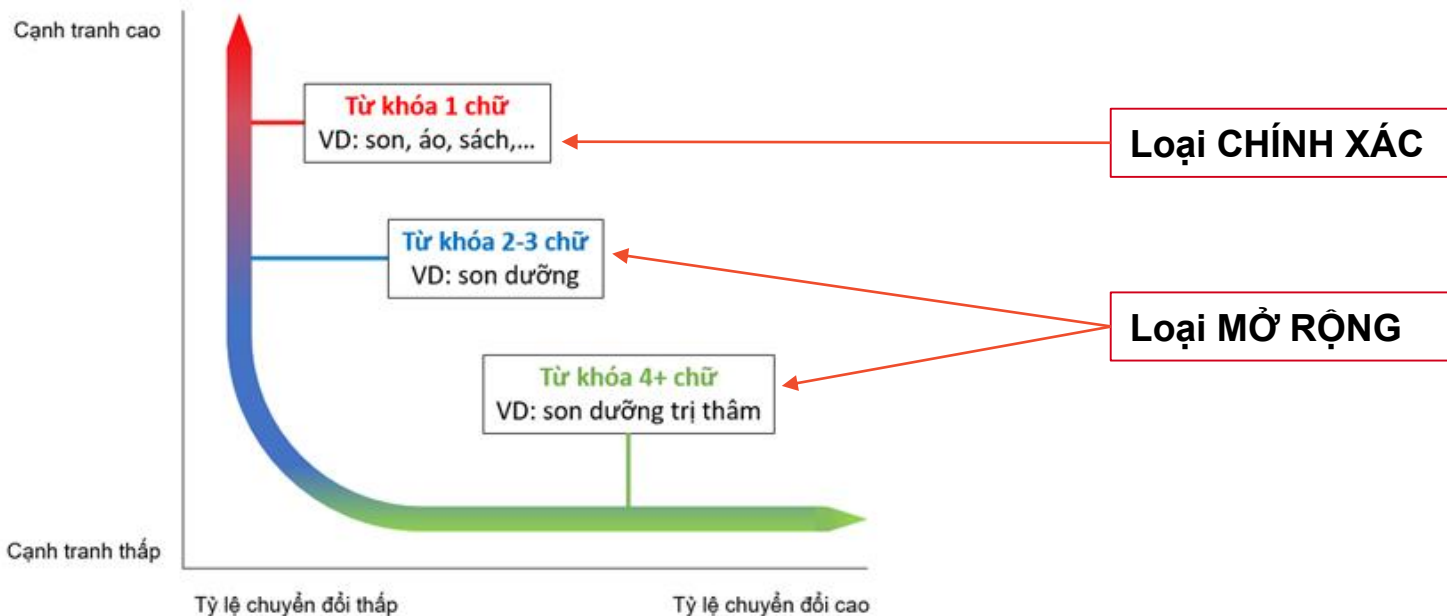 Cạnh tranh cao
Từ khóa 1 chữ
VD: son, áo, sách,...
Loại CHÍNH XÁC
Từ khóa 2-3 chữ
VD: son dưỡng
Loại MỞ RỘNG
Từ khóa 4+ chữ
VD: son dưỡng trị thâm
Cạnh tranh thấp
Tỷ lệ chuyển đổi thấp
Tỷ lệ chuyển đổi cao